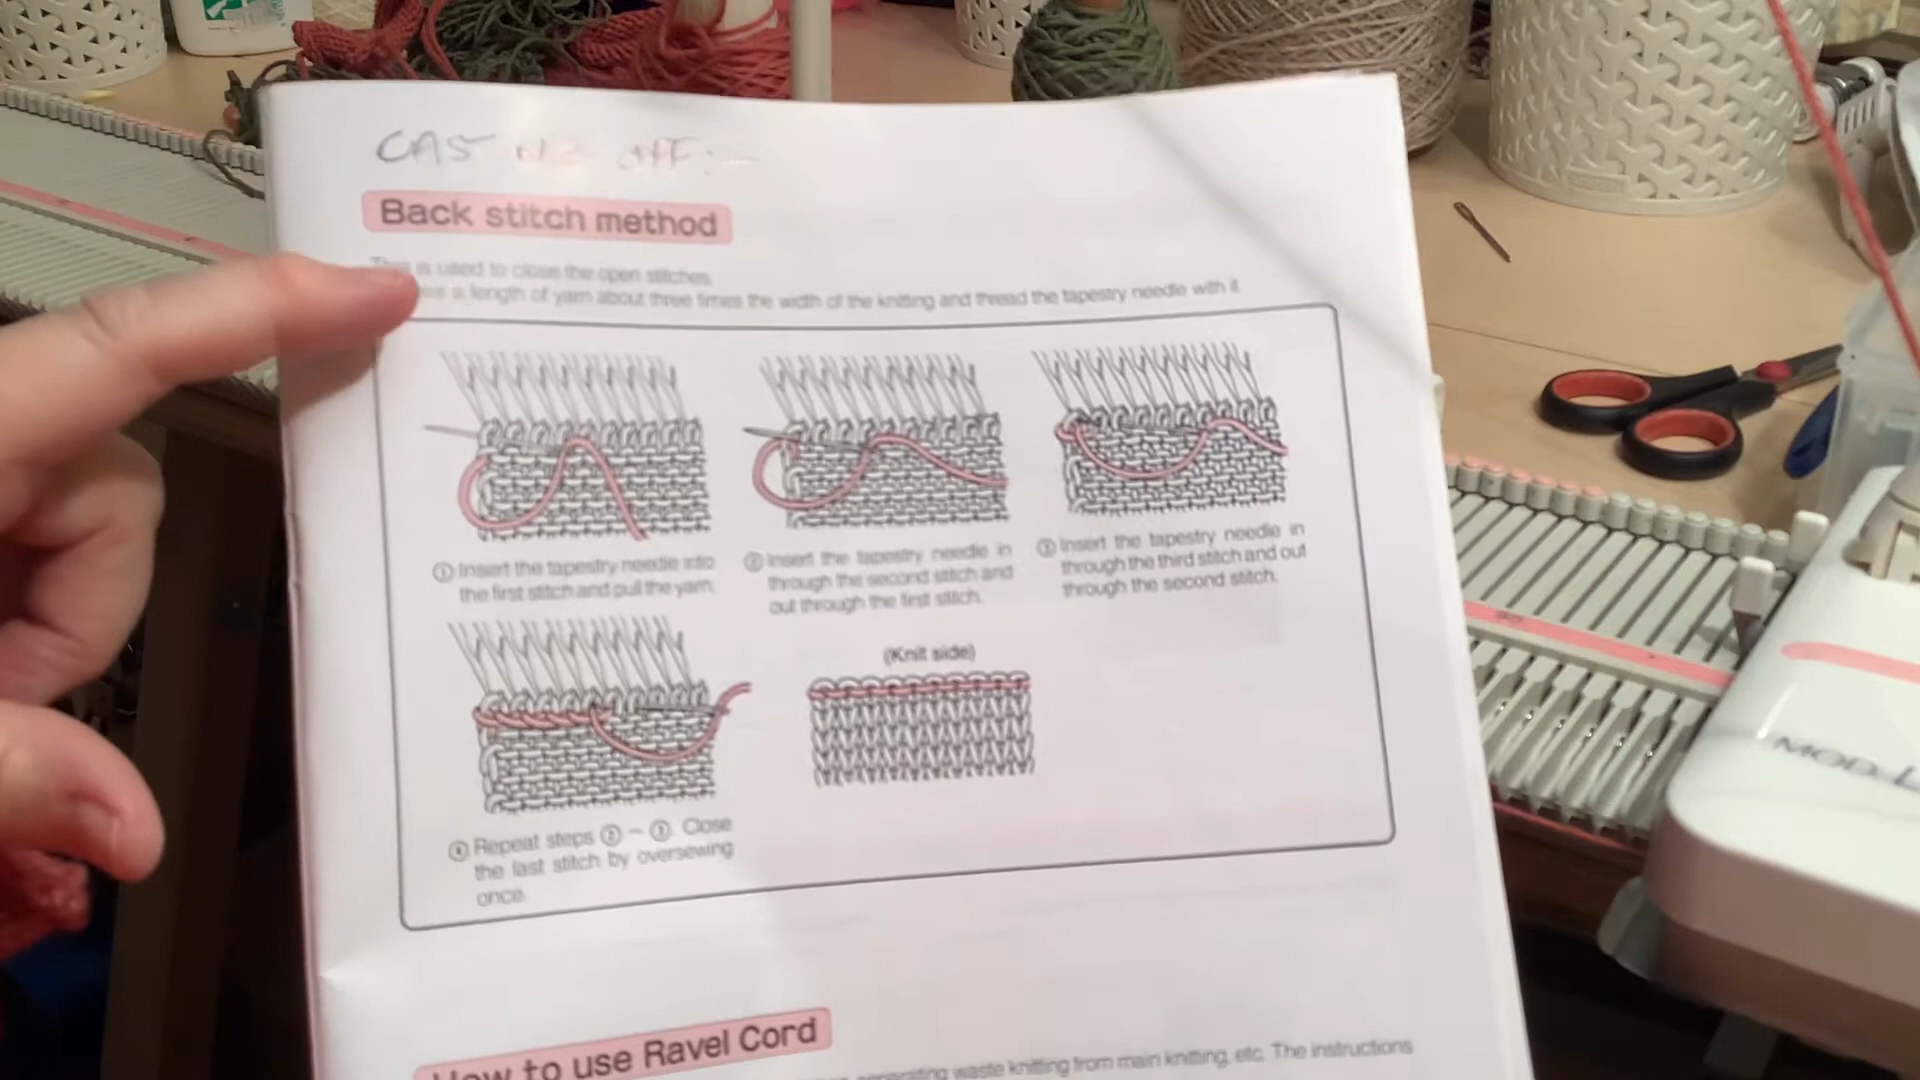 CAS OFF:-
Back stitch method
This is used to close the open stitches.
a length of yarn about three times the width of the knitting and thread the tapestry needle with it.
① Insert the tapestry needle into
the first stitch and pull the yarn.
② Insert the tapestry needle in
through the second stitch and
out through the first stitch.
③ Insert the tapestry needle in
through the third stitch and out
through the second stitch.
④ Repeat steps ② – ③. Close
the last stitch by oversewing
once.
(Knit side)
How to use Ravel Cord
separating waste knitting from main knitting, etc. The instructions
MOD